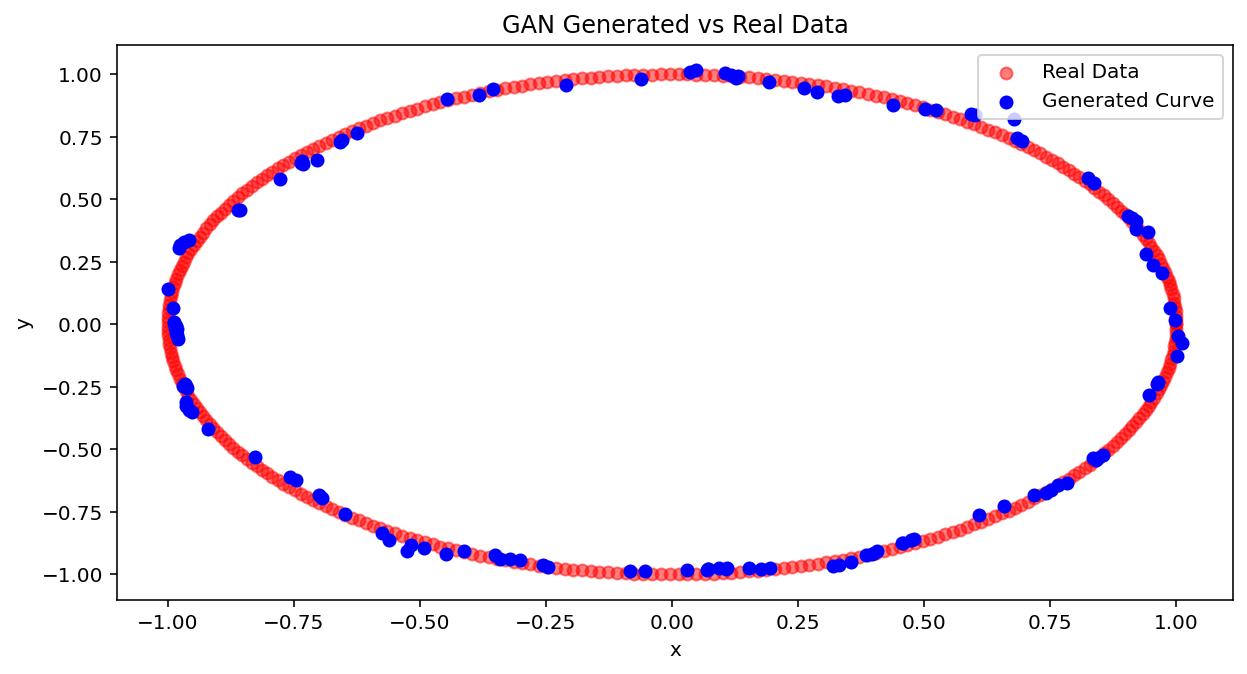 GAN Generated vs Real Data
Real Data
Generated Curve
1.00
0.75
0.50
0.25
0.00
−0.25
−0.50
−0.75
−1.00
y
−1.00 −0.75 −0.50 −0.25 0.00 0.25 0.50 0.75 1.00
x